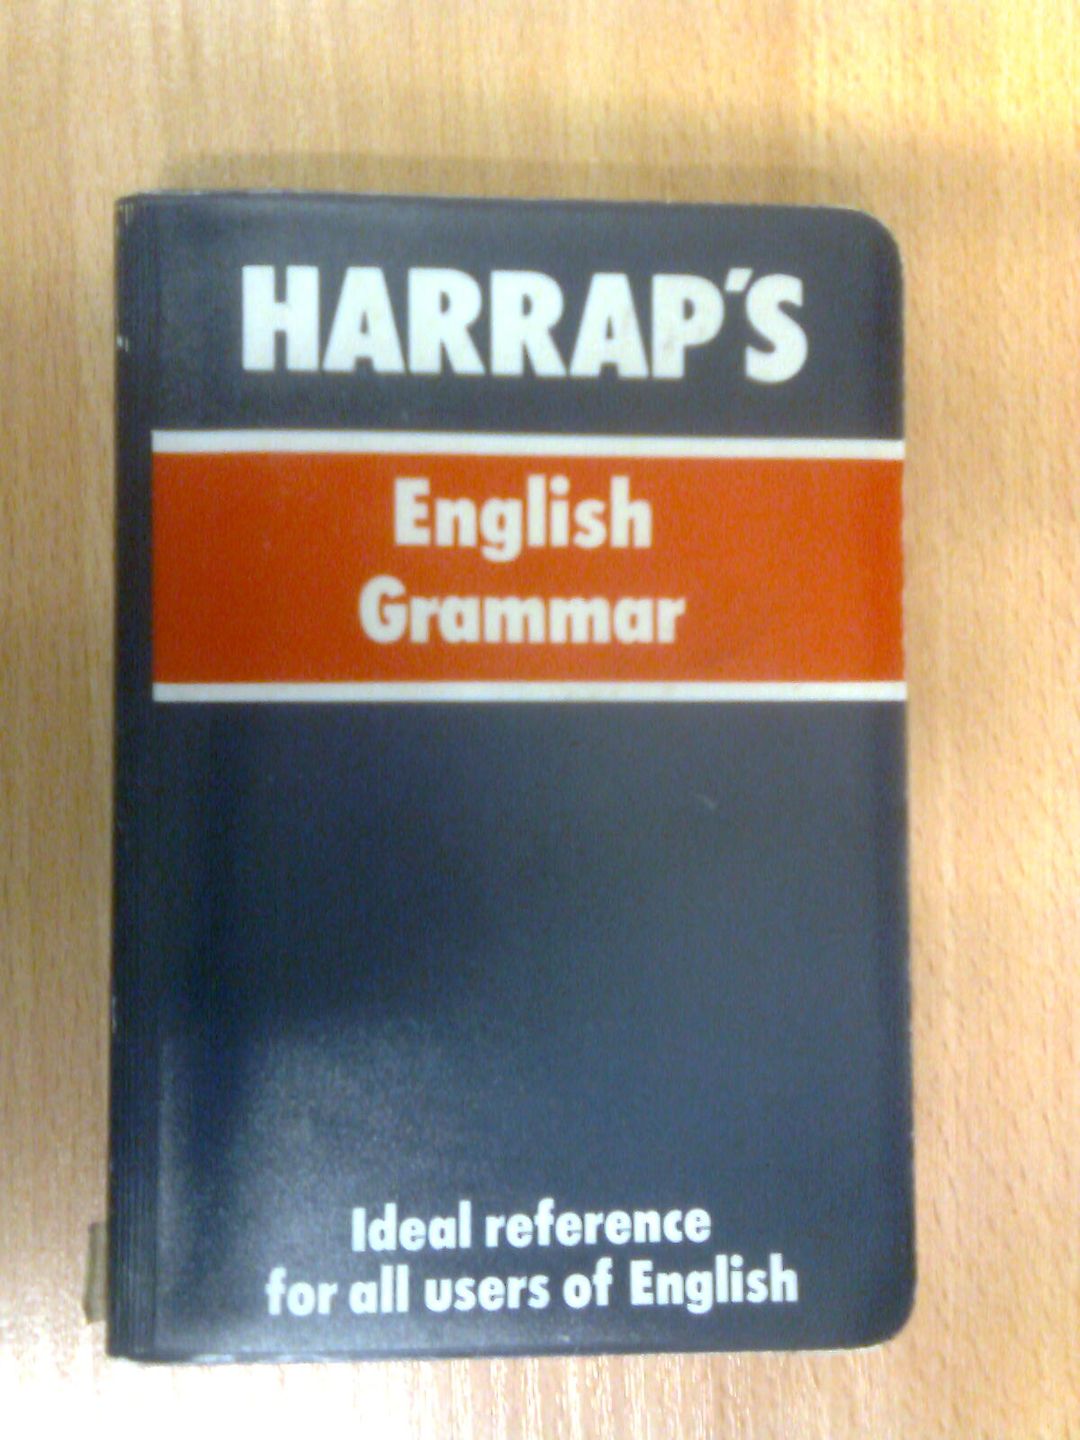 HARRAP'S
English
Grammar
Ideal reference
for all users of English